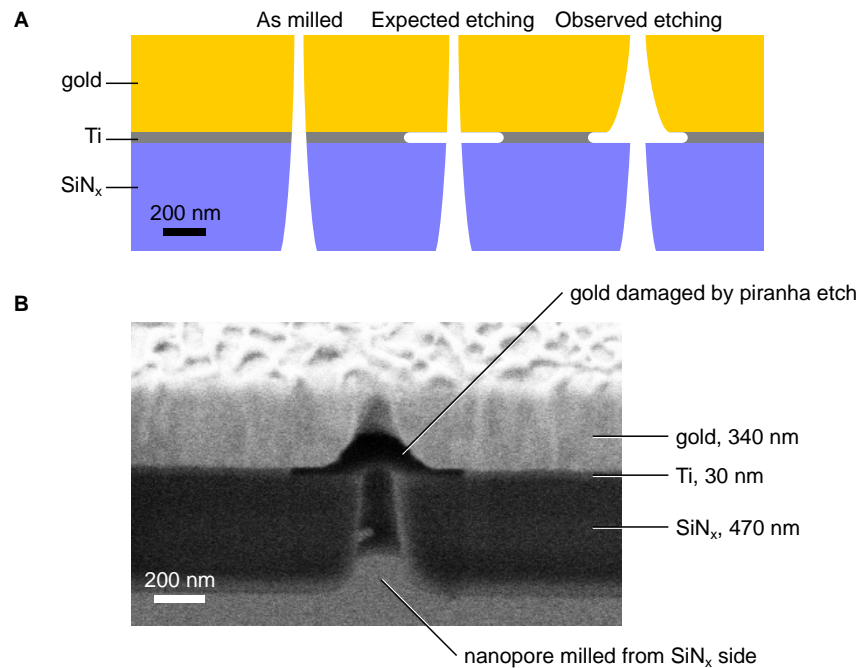 A
As milled Expected etching Observed etching
gold
Ti
SiNx
200 nm
B
gold damaged by piranha etch
gold, 340 nm
Ti, 30 nm
SiNx, 470 nm
200 nm
nanopore milled from SiNx side